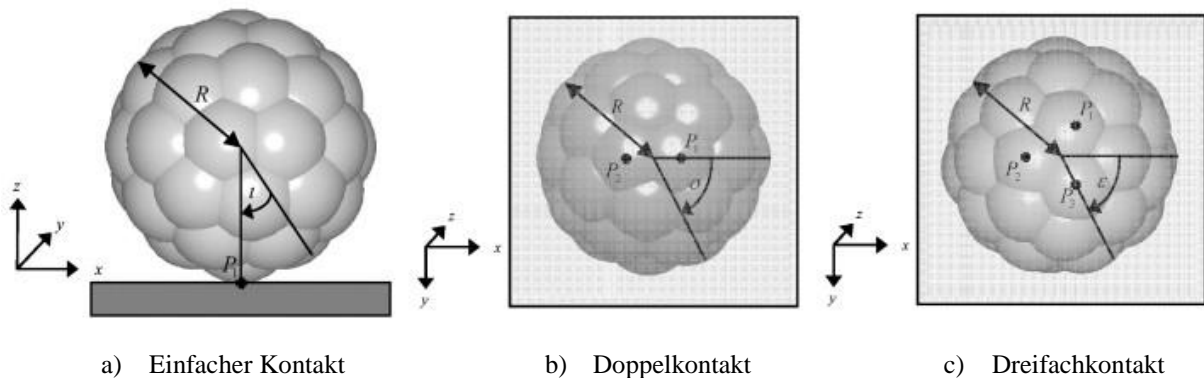 R
ι
P1
z
y
x
R
P1
P2
σ
z
x
y
R
P1
P2
P3
ε
z
x
y
a) Einfacher Kontakt
b) Doppelkontakt
c) Dreifachkontakt